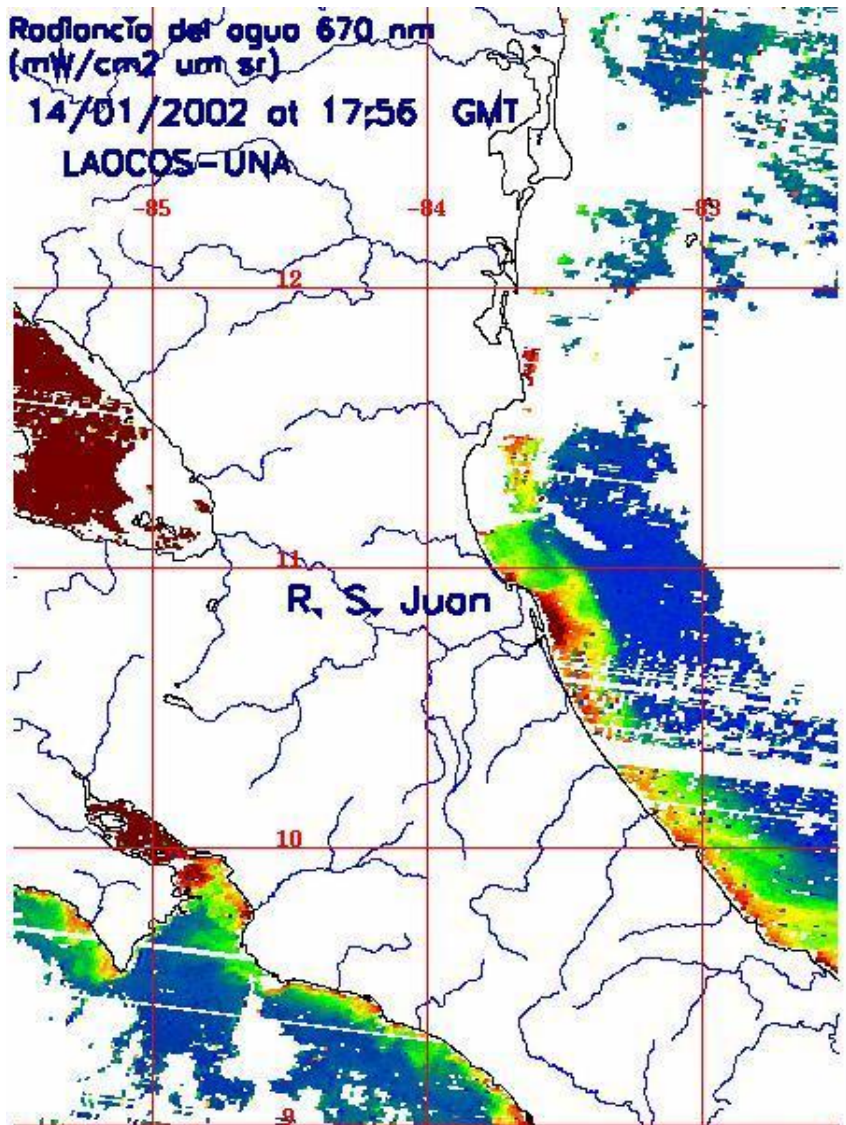 Radiancia del agua 670 nm
(mW/cm2 um sr)
14/01/2002 at 17:56 GMT
LAOCOS-UNA
-85
-84
-83
12
11
R. S. Juan
10
9